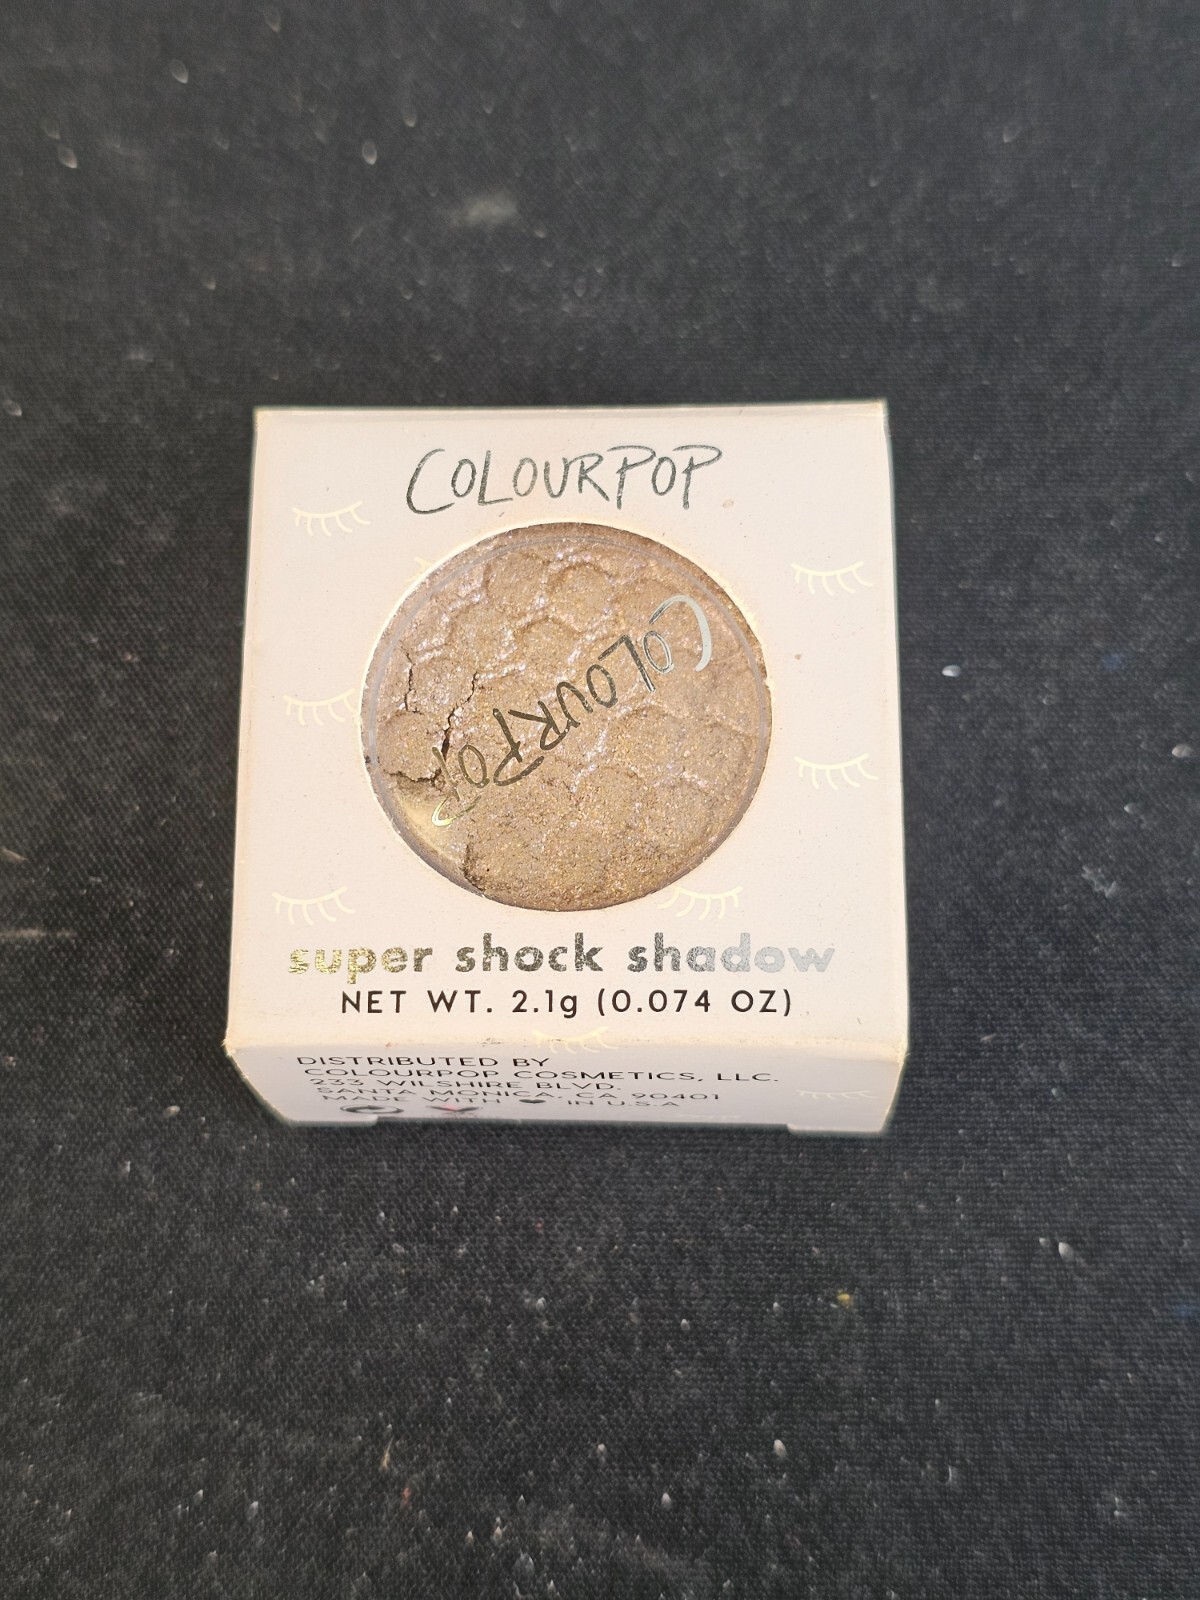 COLOURPOP
COLOURPOP
super shock shadow
NET WT. 2.1g (0.074 OZ)
DISTRIBUTED BY
COLOURPOP COSMETICS, LLC.
233 WILSHIRE BLVD.
SANTA MONICA, CA 90401
MADE WITH ♥ IN U.S.A